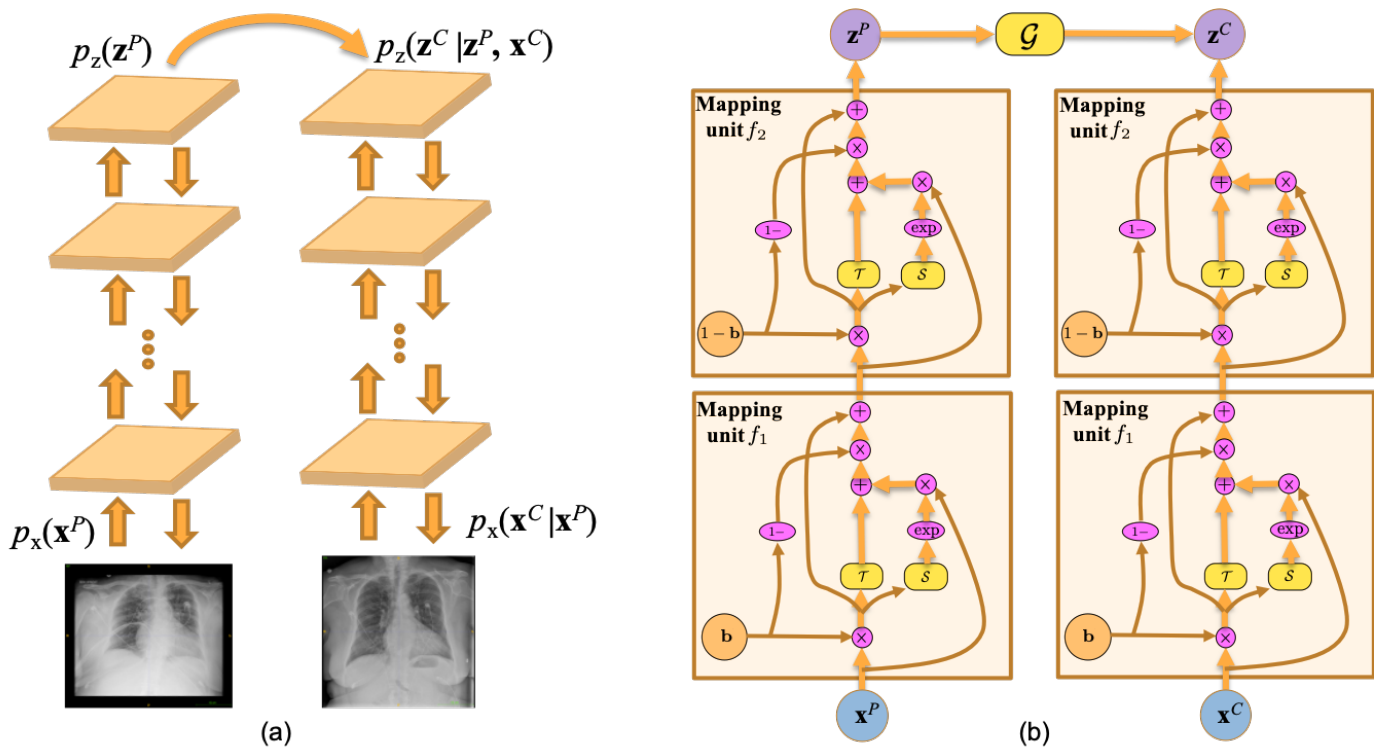 p_z(z^P)
p_z(z^C |z^P, x^C)
p_x(x^P)
p_x(x^C |x^P)
(a)
z^P
𝒢
z^C
Mapping
unit f_2
+
×
+
×
1−
exp
𝒯
𝒮
1 − b
×
Mapping
unit f_2
+
×
+
×
1−
exp
𝒯
𝒮
1 − b
×
Mapping
unit f_1
+
×
+
×
1−
exp
𝒯
𝒮
b
×
Mapping
unit f_1
+
×
+
×
1−
exp
𝒯
𝒮
b
×
x^P
x^C
(b)